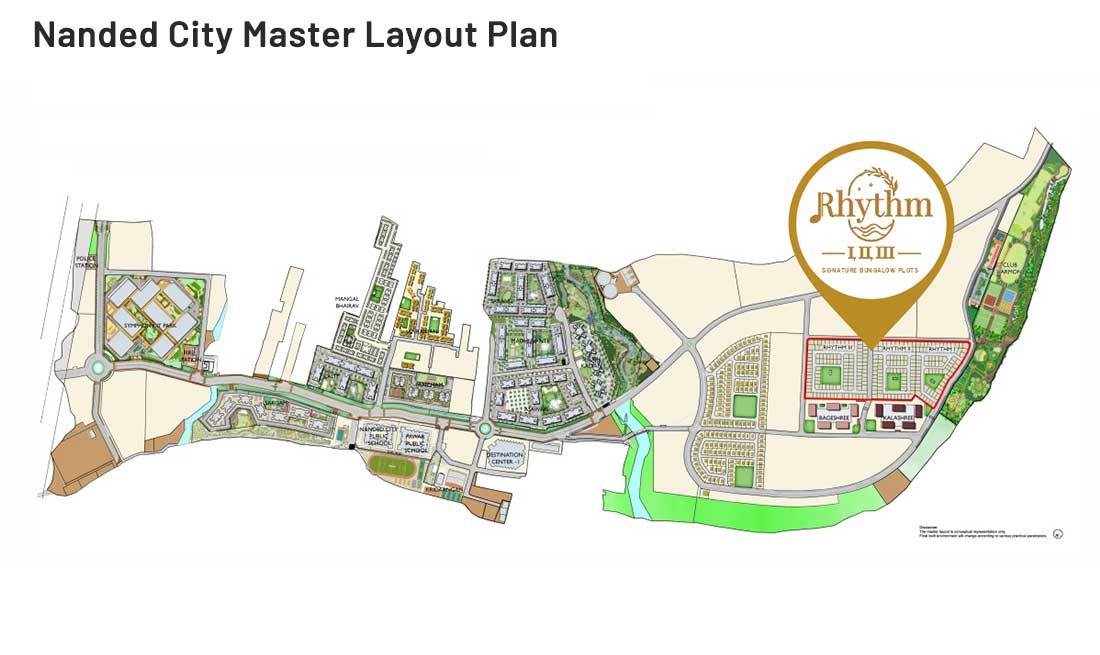 Nanded City Master Layout Plan
Rhythm
I, II, III
SIGNATURE BUNGALOW PLOTS
POLICE
STATION
SYMPHONY IT PARK
FIRE
STATION
MANGAL
BHAIRAV
SARANG
MADHUVANTI
ASAWARI
SARGAM
NANDED CITY
PUBLIC
SCHOOL
PAWAR
PUBLIC
SCHOOL
DESTINATION
CENTER - I
CLUB
RHYTHM III
RHYTHM II
RHYTHM I
BAGESHREE
KALASHREE
Disclaimer
The master layout is conceptual representation only.
Final built environment will change according to various practical parameters.